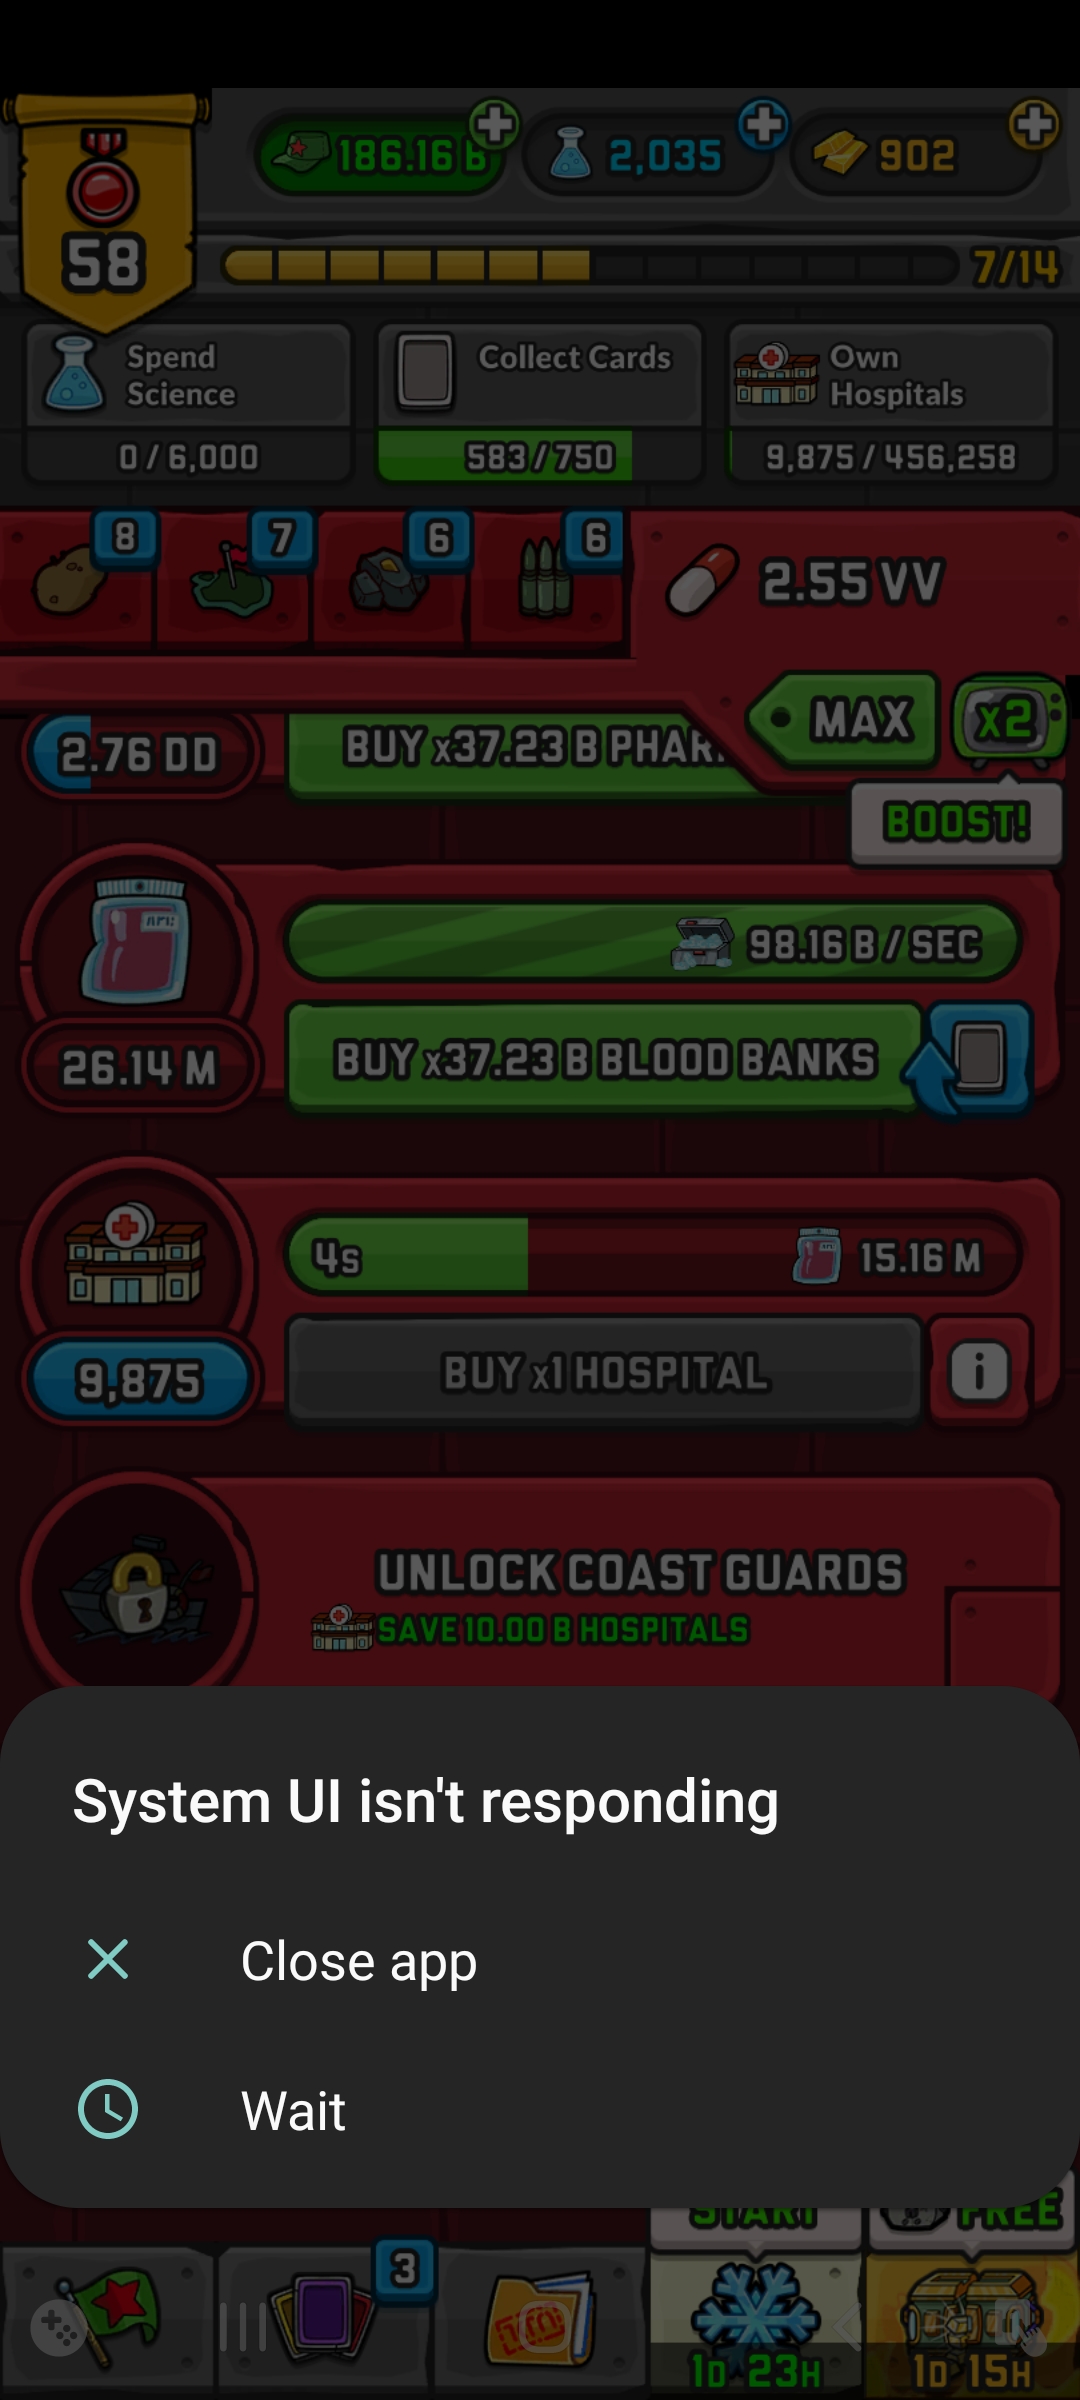 186.16 B
2,035
902
58
7/14
Spend
Science
Collect Cards
Own
Hospitals
0 / 6,000
583 / 750
9,875 / 456,258
8
7
6
6
2.55 VV
MAX
x2
2.76 DD
BUY x37.23 B PHAR
BOOST!
98.16 B / SEC
26.14 M
BUY x37.23 B BLOOD BANKS
4s
15.16 M
9,875
BUY x1 HOSPITAL
i
UNLOCK COAST GUARDS
SAVE 10.00 B HOSPITALS
System UI isn't responding
Close app
Wait
START
FREE
3
1D 23H
1D 15H